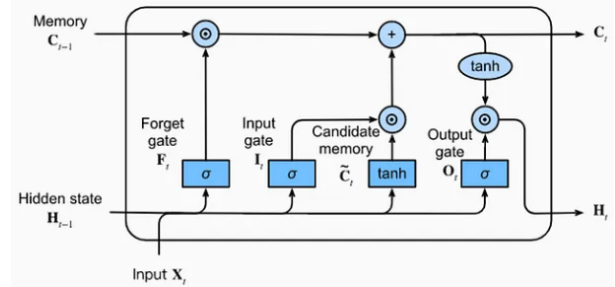 Memory
C_{t-1}
⊙
+
C_t
tanh
Forget
gate
F_t
Input
gate
I_t
Candidate
memory
C̃_t
⊙
Output
gate
O_t
⊙
σ
σ
tanh
σ
Hidden state
H_{t-1}
H_t
Input X_t